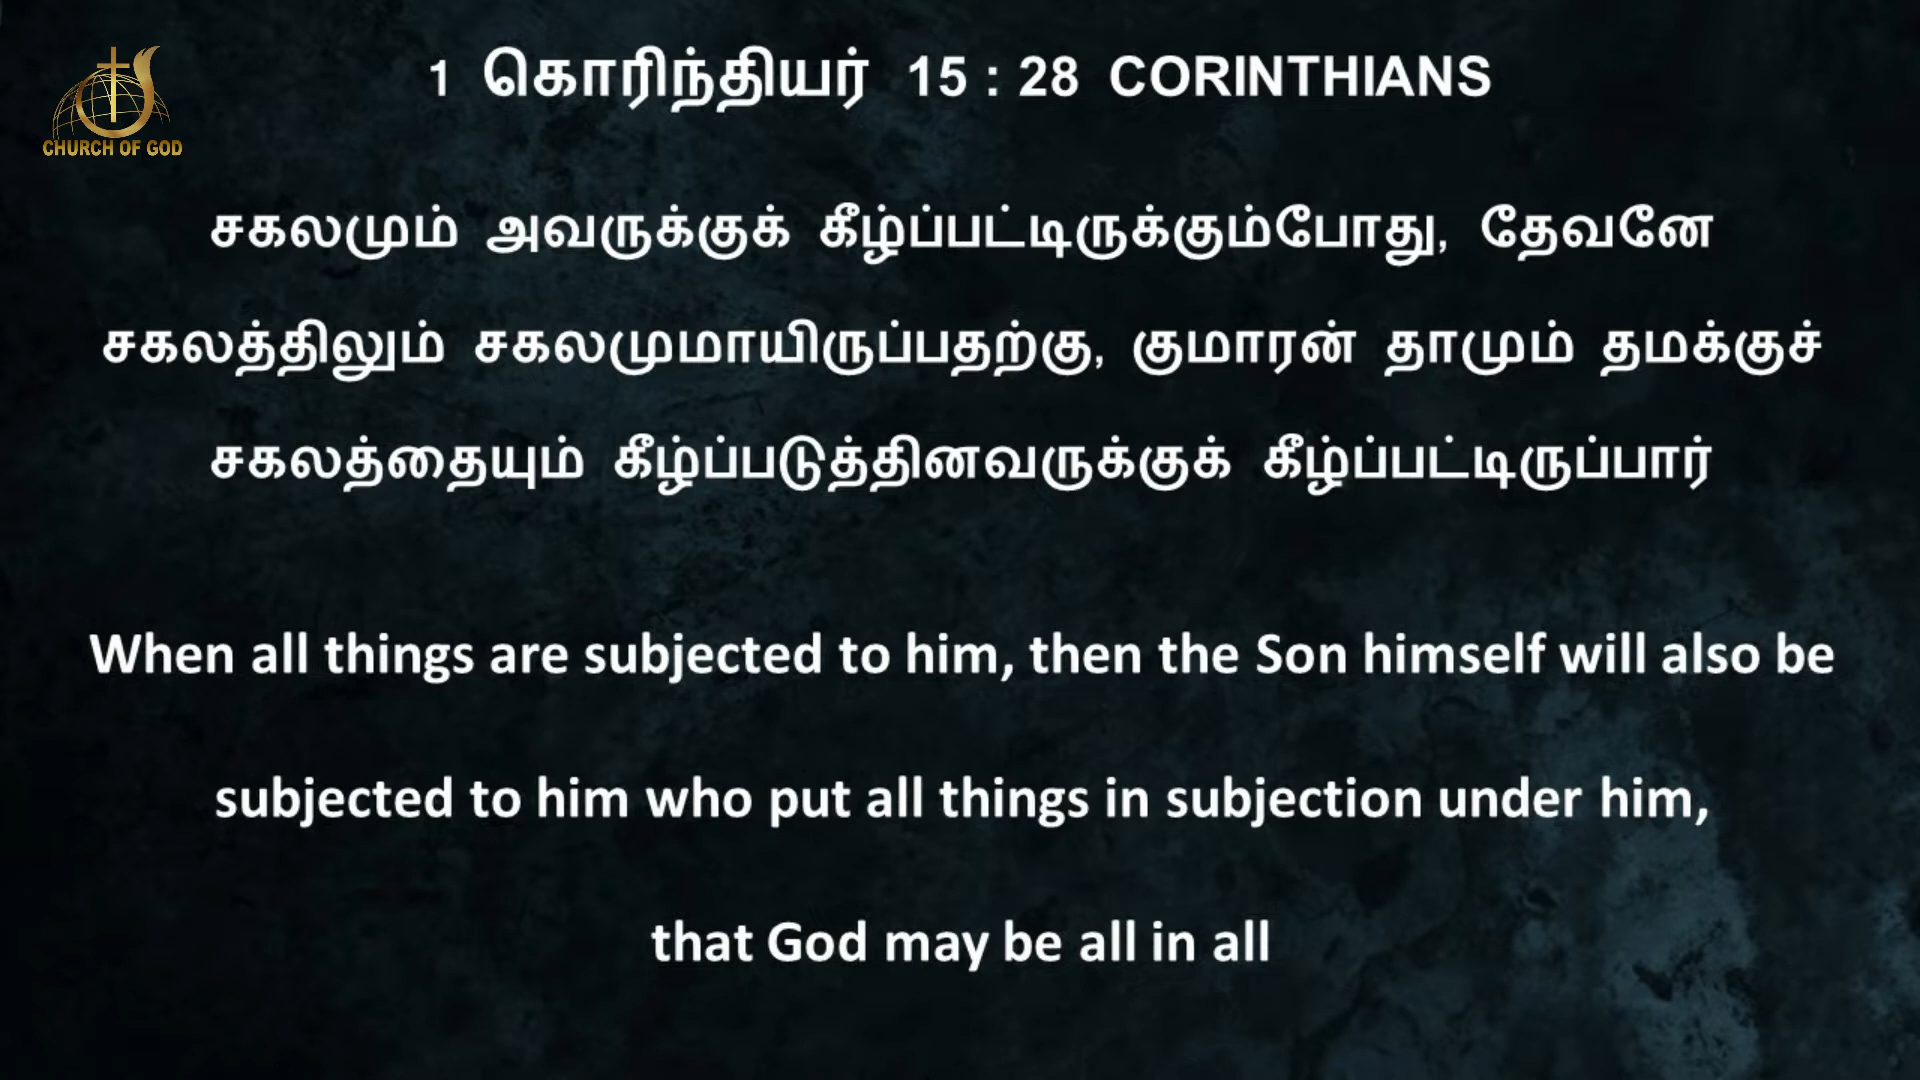 CHURCH OF GOD
1 கொரிந்தியர் 15 : 28 CORINTHIANS
சகலமும் அவருக்குக் கீழ்ப்பட்டிருக்கும்போது, தேவனே
சகலத்திலும் சகலமுமாயிருப்பதற்கு, குமாரன் தாமும் தமக்குச்
சகலத்தையும் கீழ்ப்படுத்தினவருக்குக் கீழ்ப்பட்டிருப்பார்
When all things are subjected to him, then the Son himself will also be
subjected to him who put all things in subjection under him,
that God may be all in all